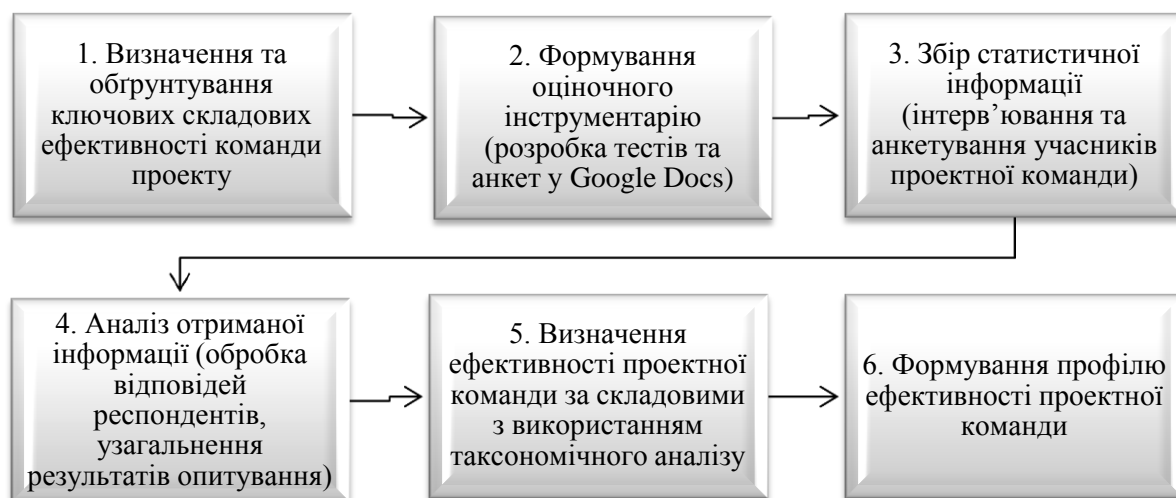 1. Визначення та
обґрунтування
ключових складових
ефективності команди
проекту
2. Формування
оціночного
інструментарію
(розробка тестів та
анкет у Google Docs)
3. Збір статистичної
інформації
(інтерв’ювання та
анкетування учасників
проектної команди)
4. Аналіз отриманої
інформації (обробка
відповідей
респондентів,
узагальнення
результатів опитування)
5. Визначення
ефективності проектної
команди за складовими
з використанням
таксономічного аналізу
6. Формування профілю
ефективності проектної
команди